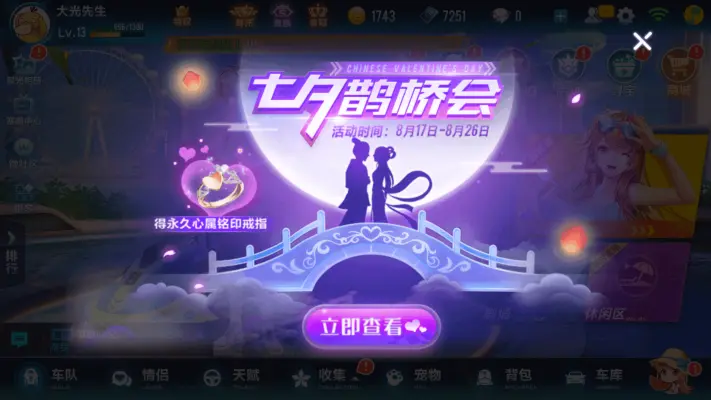 大光先生
Lv.13
1743
7251
0
CHINESE VALENTINE'S DAY
七夕鹊桥会
活动时间：8月17日-8月26日
商城
得永久心属铭印戒指
排行
休闲区
立即查看
车队
情侣
天赋
收集
宠物
背包
车库